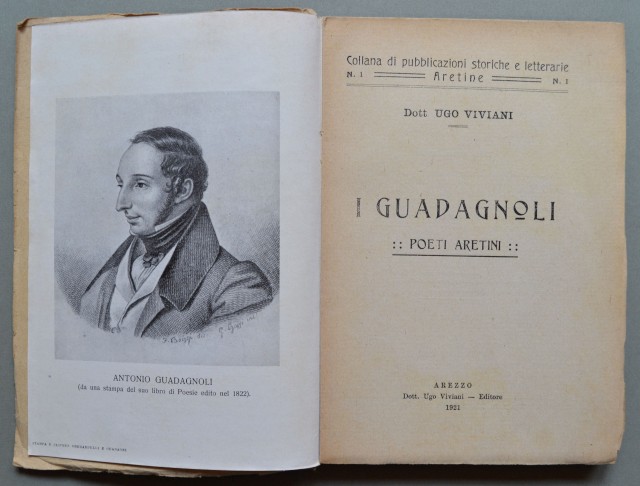 ANTONIO GUADAGNOLI
(da una stampa del suo libro di Poesie edito nel 1822).
Collana di pubblicazioni storiche e letterarie
N. 1 Aretine N. 1
Dott UGO VIVIANI
I GUADAGNOLI
:: POETI ARETINI ::
AREZZO
Dott. Ugo Viviani — Editore
1921